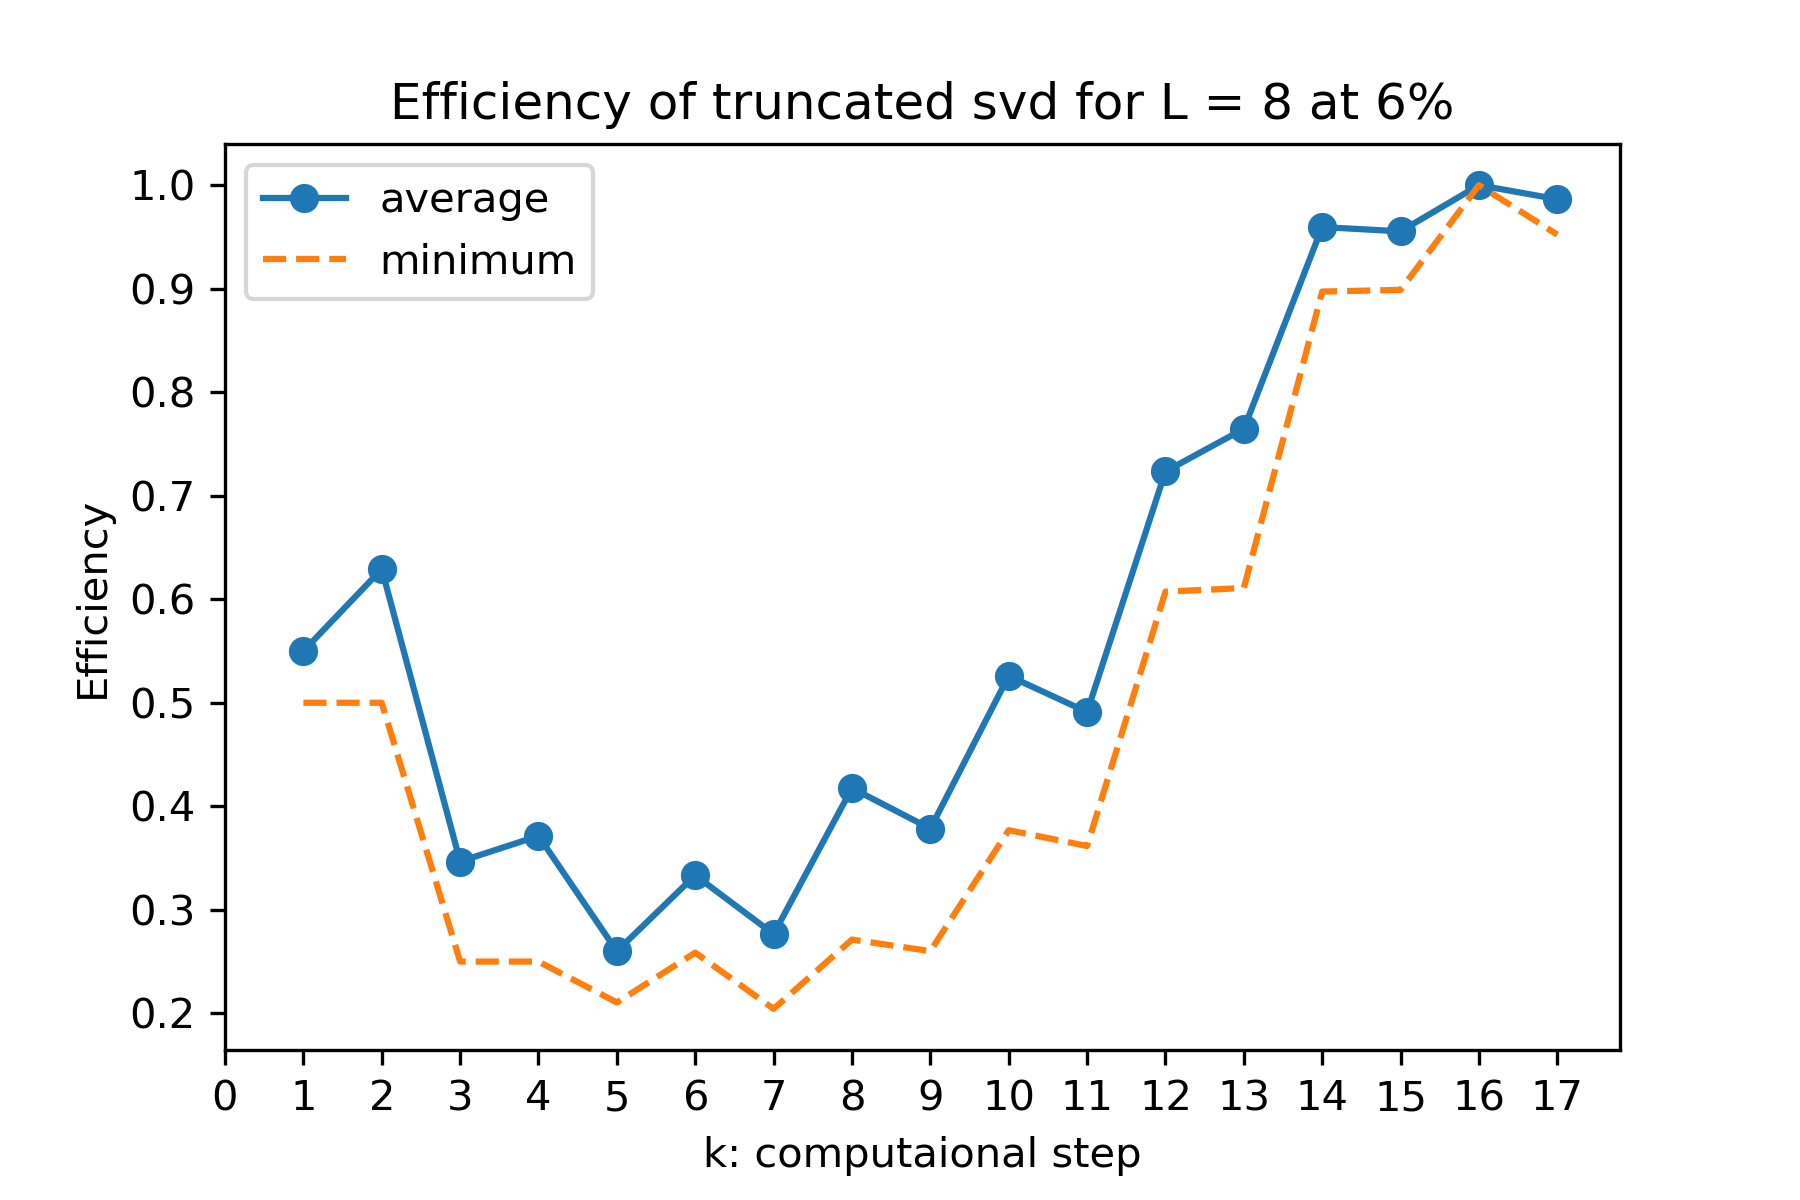 Efficiency of truncated svd for L = 8 at 6%
average
minimum
1.0
0.9
0.8
0.7
0.6
0.5
0.4
0.3
0.2
Efficiency
0 1 2 3 4 5 6 7 8 9 10 11 12 13 14 15 16 17
k: computaional step